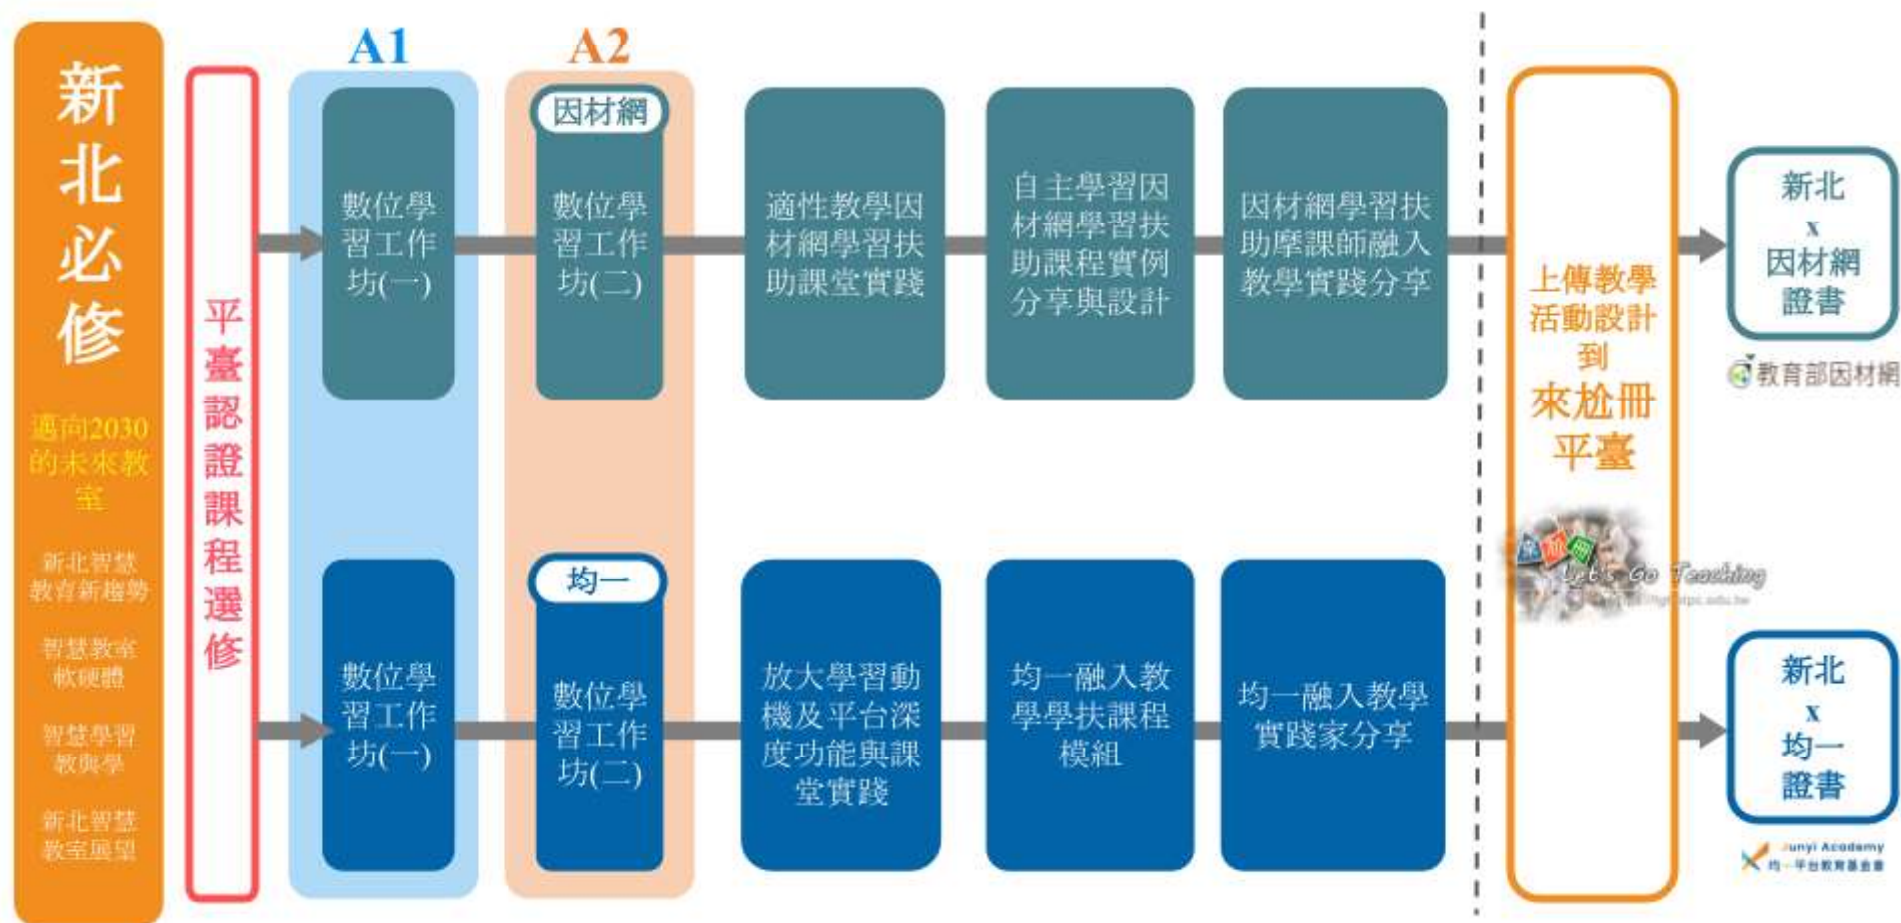 新
北
必
修
邁向2030
的未來教
室
新北智慧
教育新趨勢
智慧教室
軟硬體
智慧學習
教與學
新北智慧
教室展望
平
臺
認
證
課
程
選
修
A1
A2
數位學
習工作
坊(一)
因材網
數位學
習工作
坊(二)
適性教學因
材網學習扶
助課堂實踐
自主學習因
材網學習扶
助課程實例
分享與設計
因材網學習扶
助摩課師融入
教學實踐分享
數位學
習工作
坊(一)
均一
數位學
習工作
坊(二)
放大學習動
機及平台深
度功能與課
堂實踐
均一融入教
學學扶課程
模組
均一融入教學
實踐家分享
上傳教學
活動設計
到
來尬冊
平臺
Let's Go Teaching
新北
x
因材網
證書
教育部因材網
新北
x
均一
證書
Junyi Academy
均一平台教育基金會